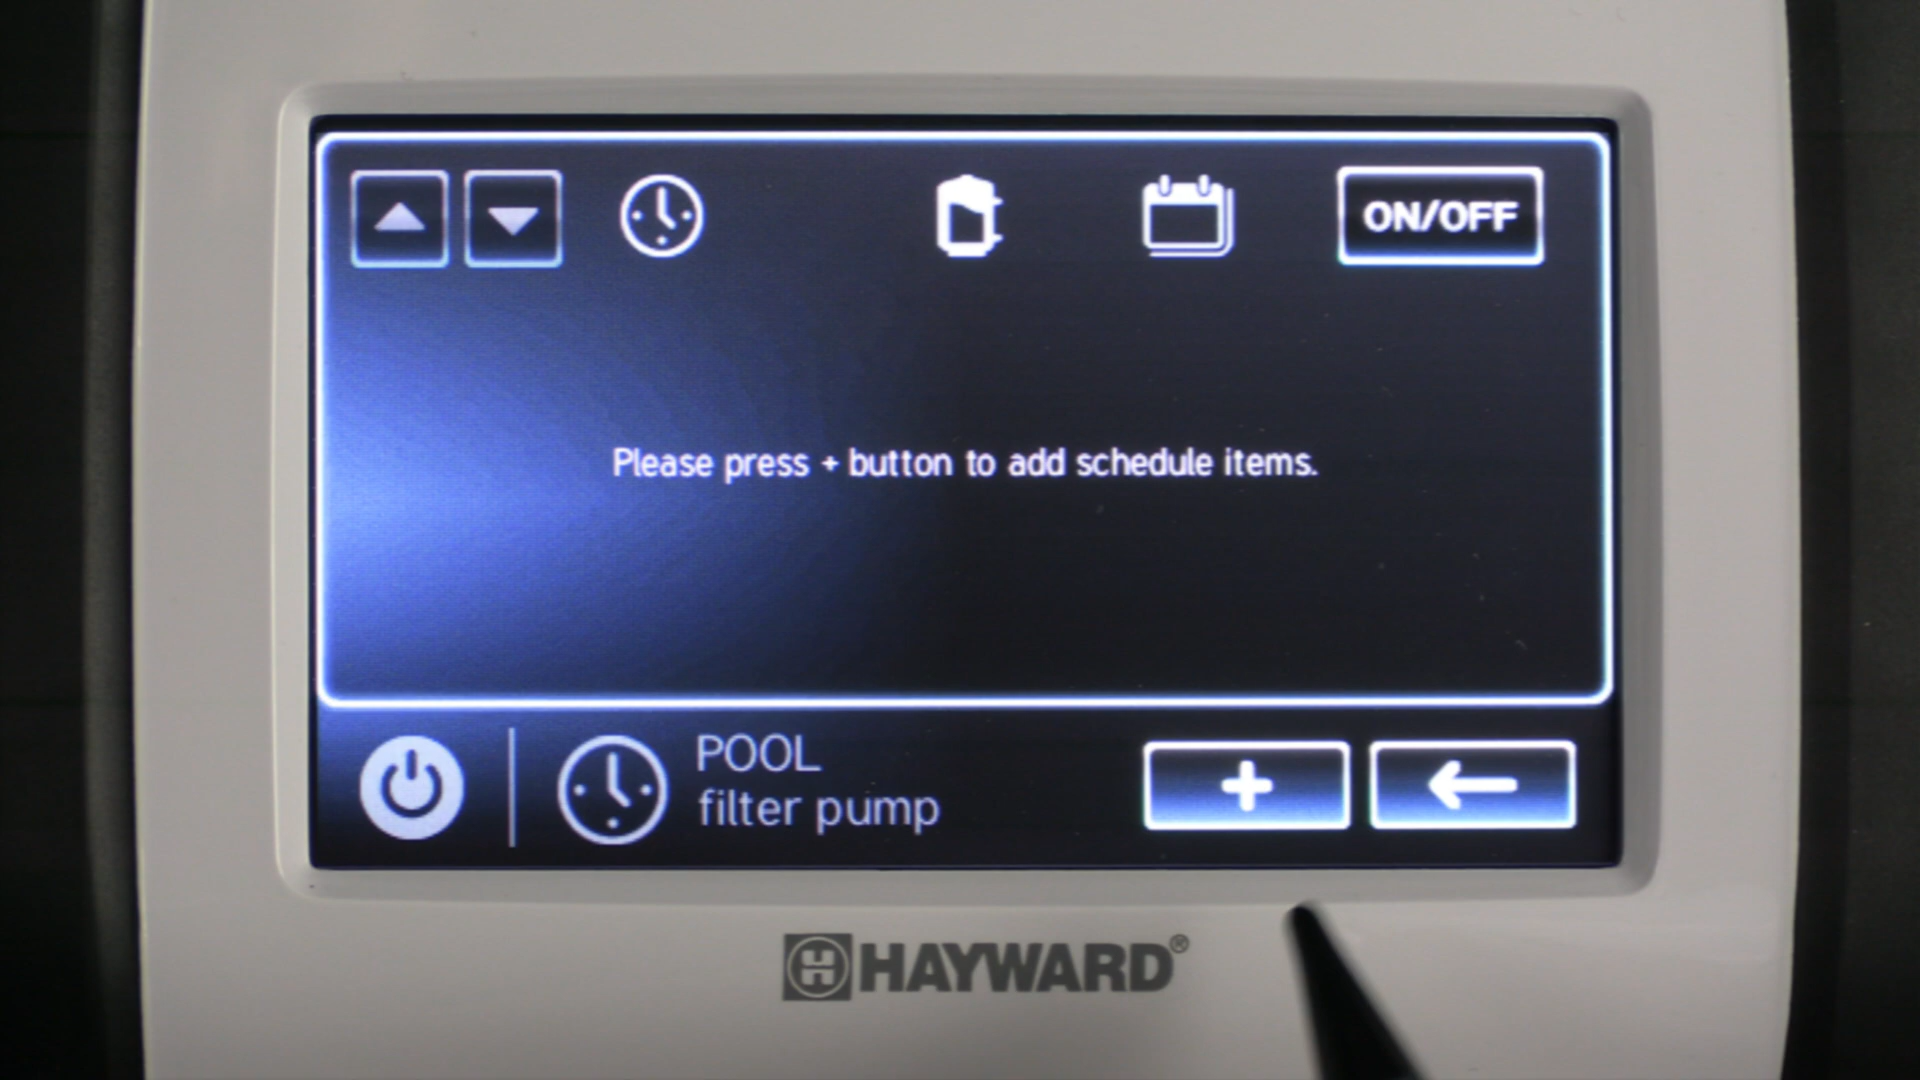 ON/OFF
Please press + button to add schedule items.
POOL
filter pump
+
HAYWARD®